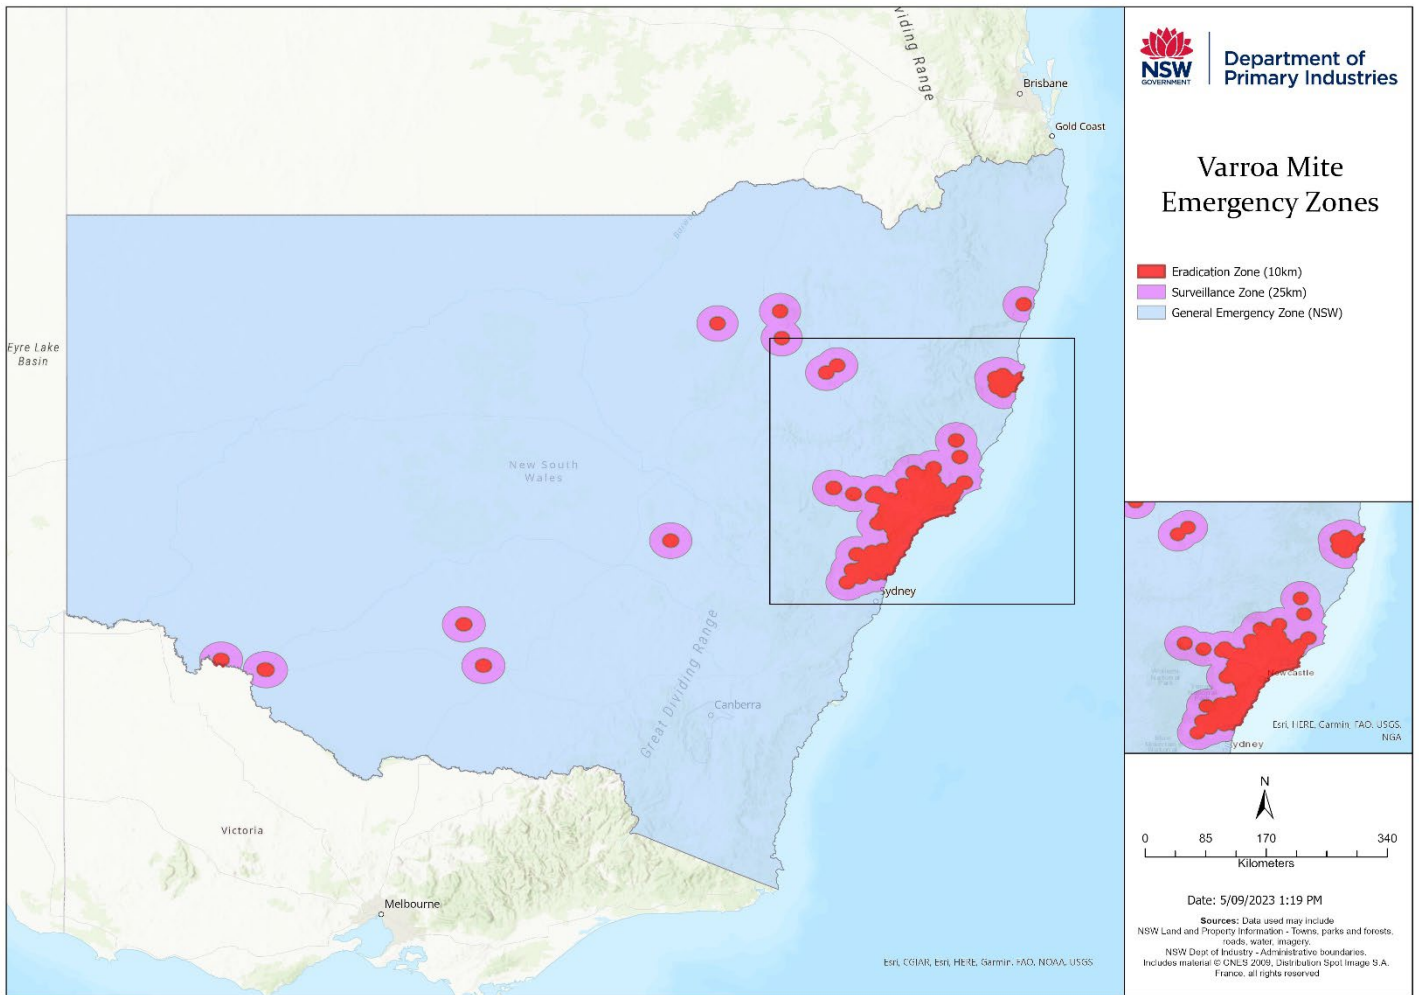 viding Range
Brisbane
Gold Coast
Eyre Lake
Basin
New South
Wales
Sydney
Great Dividing Range
Canberra
Victoria
Melbourne
Esri, CGIAR, Esri, HERE, Garmin, FAO, NOAA, USGS
NSW
GOVERNMENT
Department of
Primary Industries
Varroa Mite
Emergency Zones
Eradication Zone (10km)
Surveillance Zone (25km)
General Emergency Zone (NSW)
Newcastle
Sydney
Esri, HERE, Garmin, FAO, USGS,
NGA
N
0 85 170 340
Kilometers
Date: 5/09/2023 1:19 PM
Sources: Data used may include
NSW Land and Property Information - Towns, parks and forests,
roads, water, imagery.
NSW Dept of Industry - Administrative boundaries.
Includes material © CNES 2009, Distribution Spot Image S.A.
France, all rights reserved